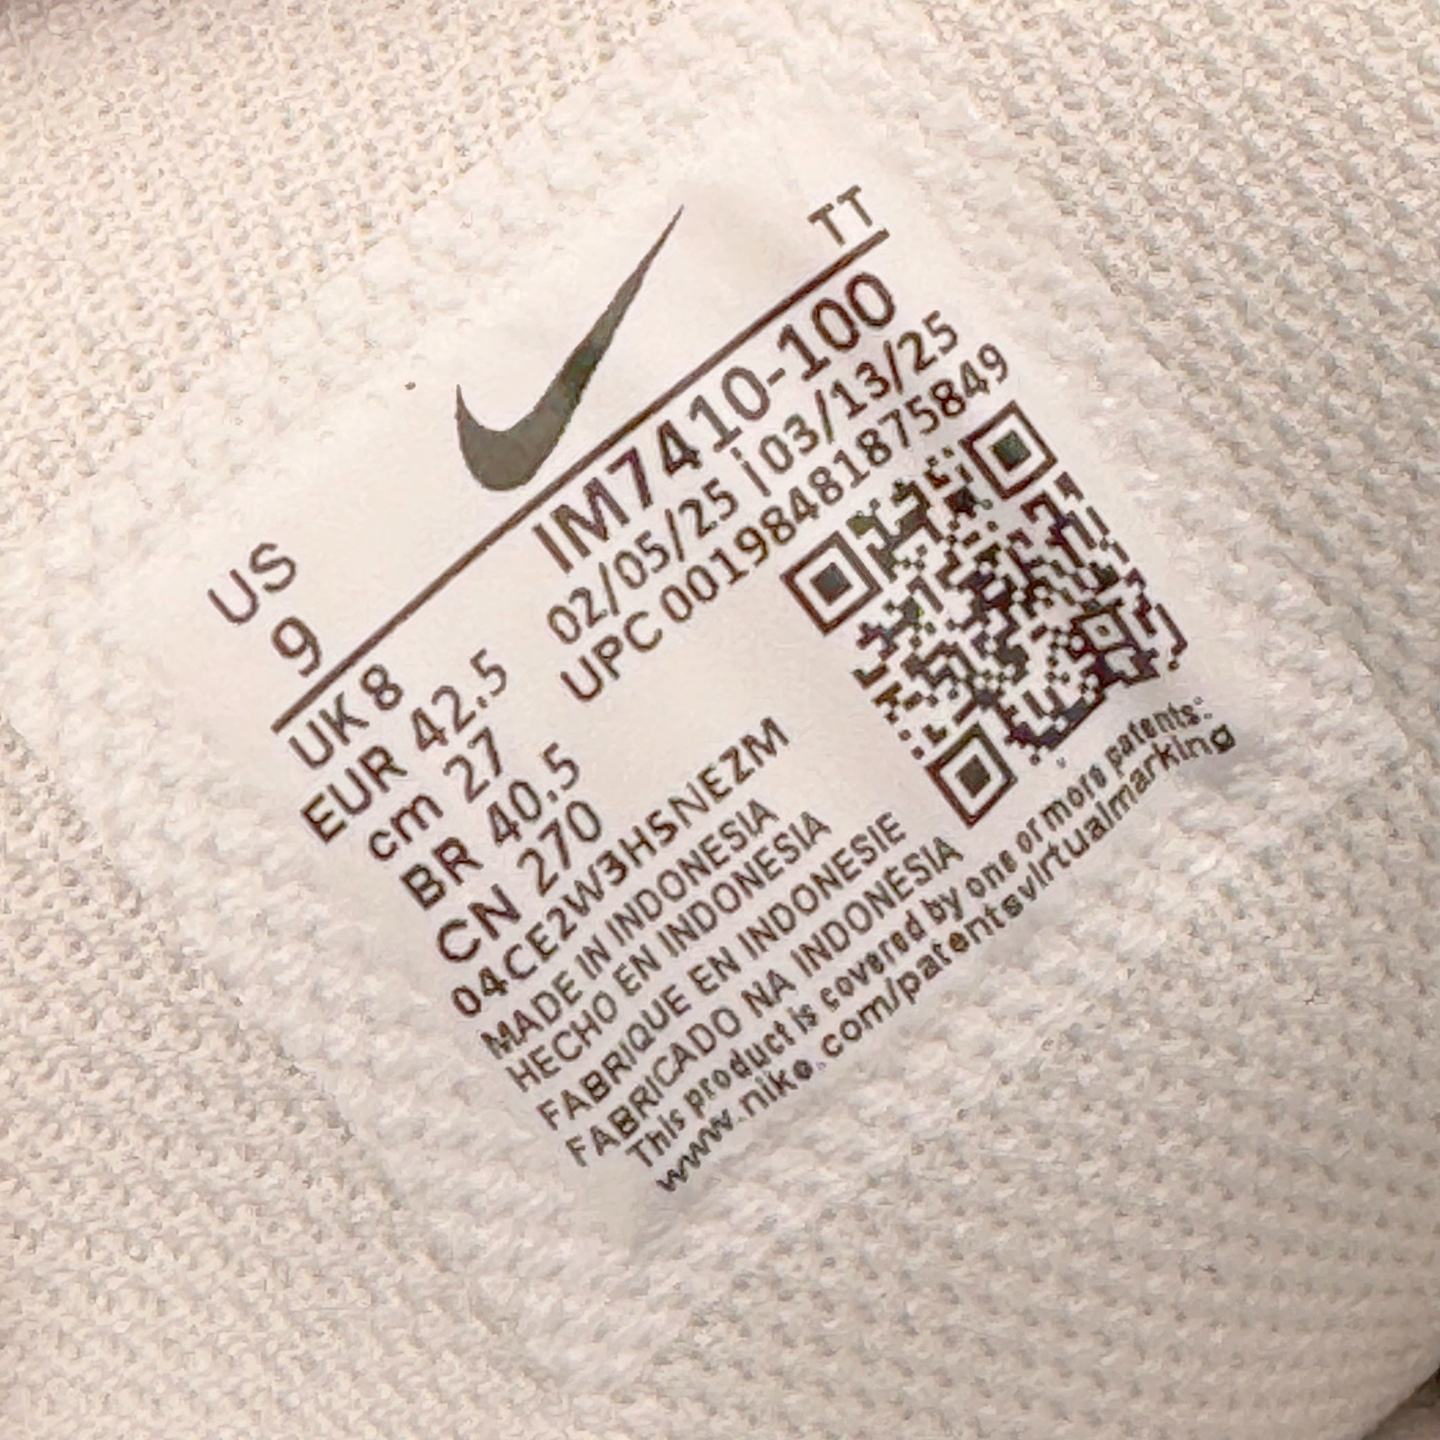 TT
US
9
IM7410-100
UK 8
02/05/25 | 03/13/25
EUR 42.5
UPC 00198481875849
cm 27
BR 40.5
CN 270
04CE2W3H5NEZM
MADE IN INDONESIA
HECHO EN INDONESIA
FABRIQUE EN INDONESIE
FABRICADO NA INDONÉSIA
This product is covered by one or more patents:
www.nike.com/patentsvirtualmarking